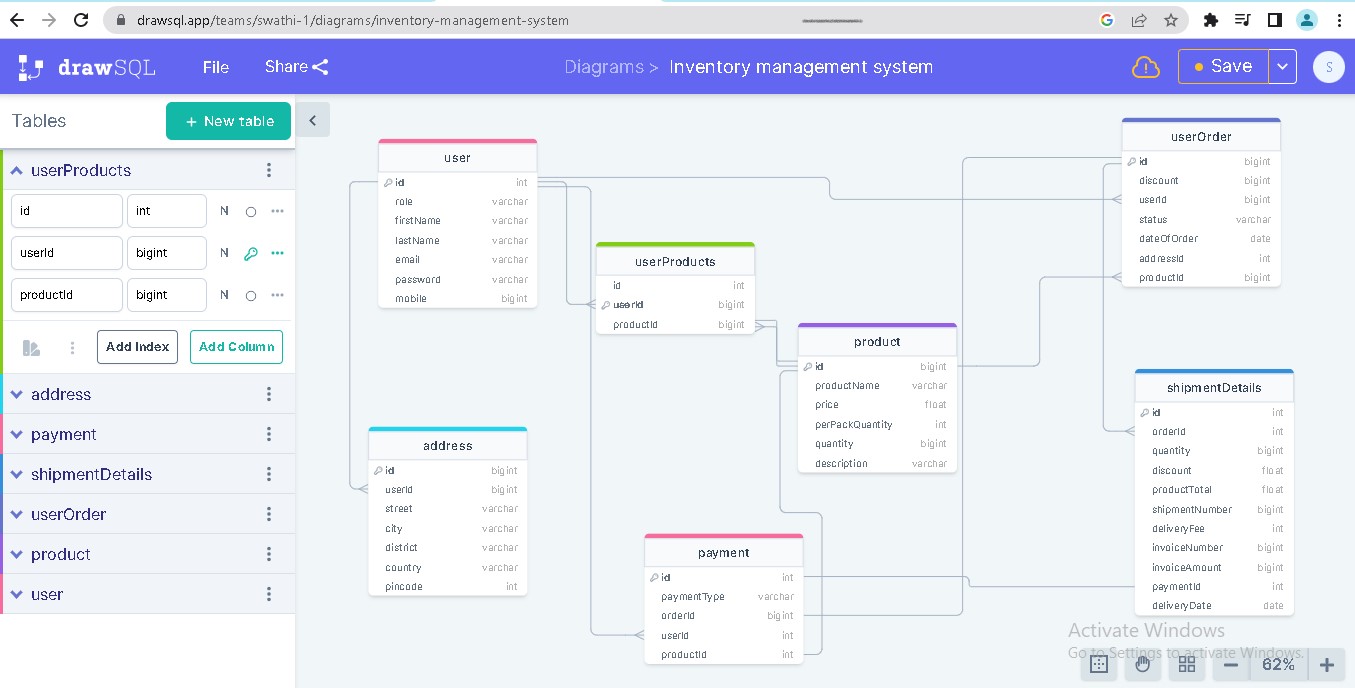 drawsql.app/teams/swathi-1/diagrams/inventory-management-system
drawSQL File Share Diagrams > Inventory management system Save S
Tables + New table
userProducts
id int N
userId bigint N
productId bigint N
Add Index Add Column
address
payment
shipmentDetails
userOrder
product
user
user
id int
role varchar
firstName varchar
lastName varchar
email varchar
password varchar
mobile bigint
userProducts
id int
userId bigint
productId bigint
address
id bigint
userId bigint
street varchar
city varchar
district varchar
country varchar
pincode int
product
id bigint
productName varchar
price float
perPackQuantity int
quantity bigint
description varchar
payment
id int
paymentType varchar
orderId bigint
userId int
productId int
userOrder
id bigint
discount bigint
userId bigint
status varchar
dateOfOrder date
addressId int
productId bigint
shipmentDetails
id int
orderId int
quantity bigint
discount float
productTotal float
shipmentNumber bigint
deliveryFee int
invoiceNumber bigint
invoiceAmount bigint
paymentId int
deliveryDate date
Activate Windows
Go to Settings to activate Windows.
62%